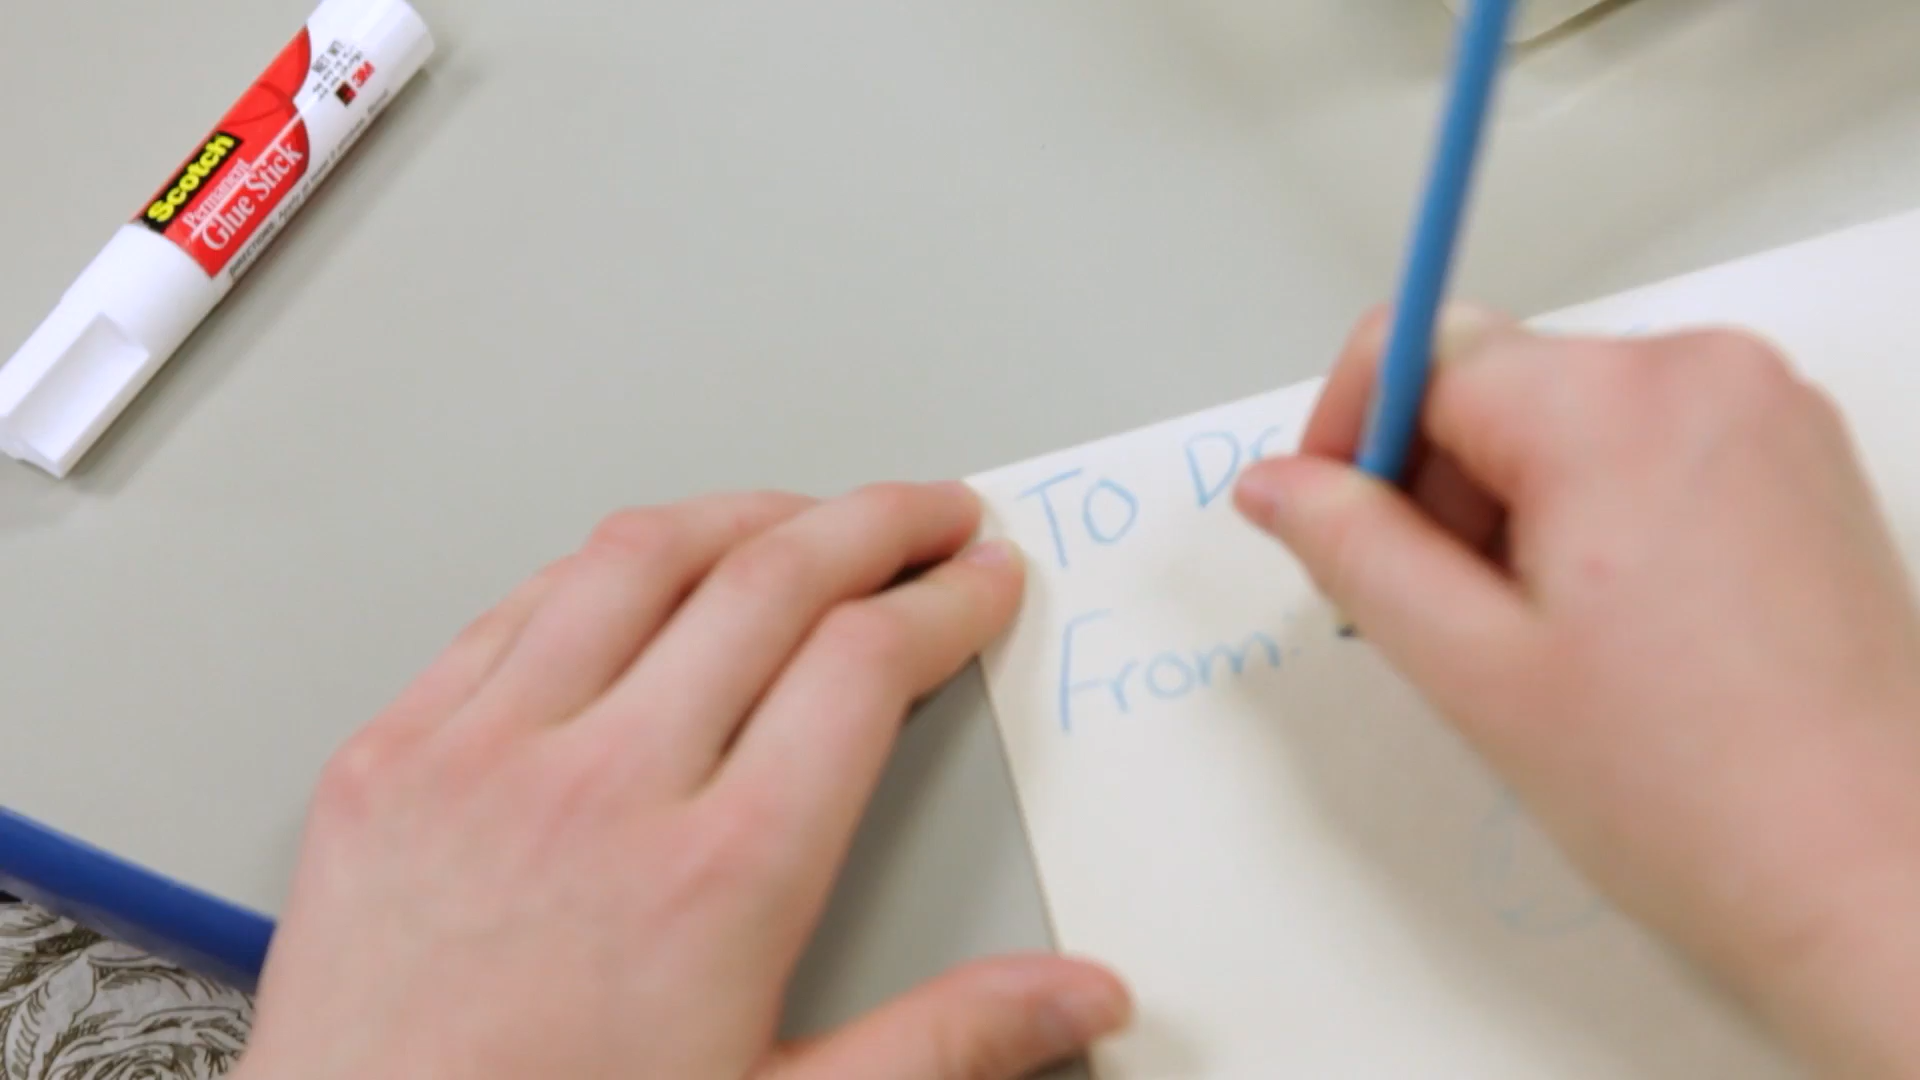 Scotch
Permanent
Glue Stick
3M
To Dr
From: